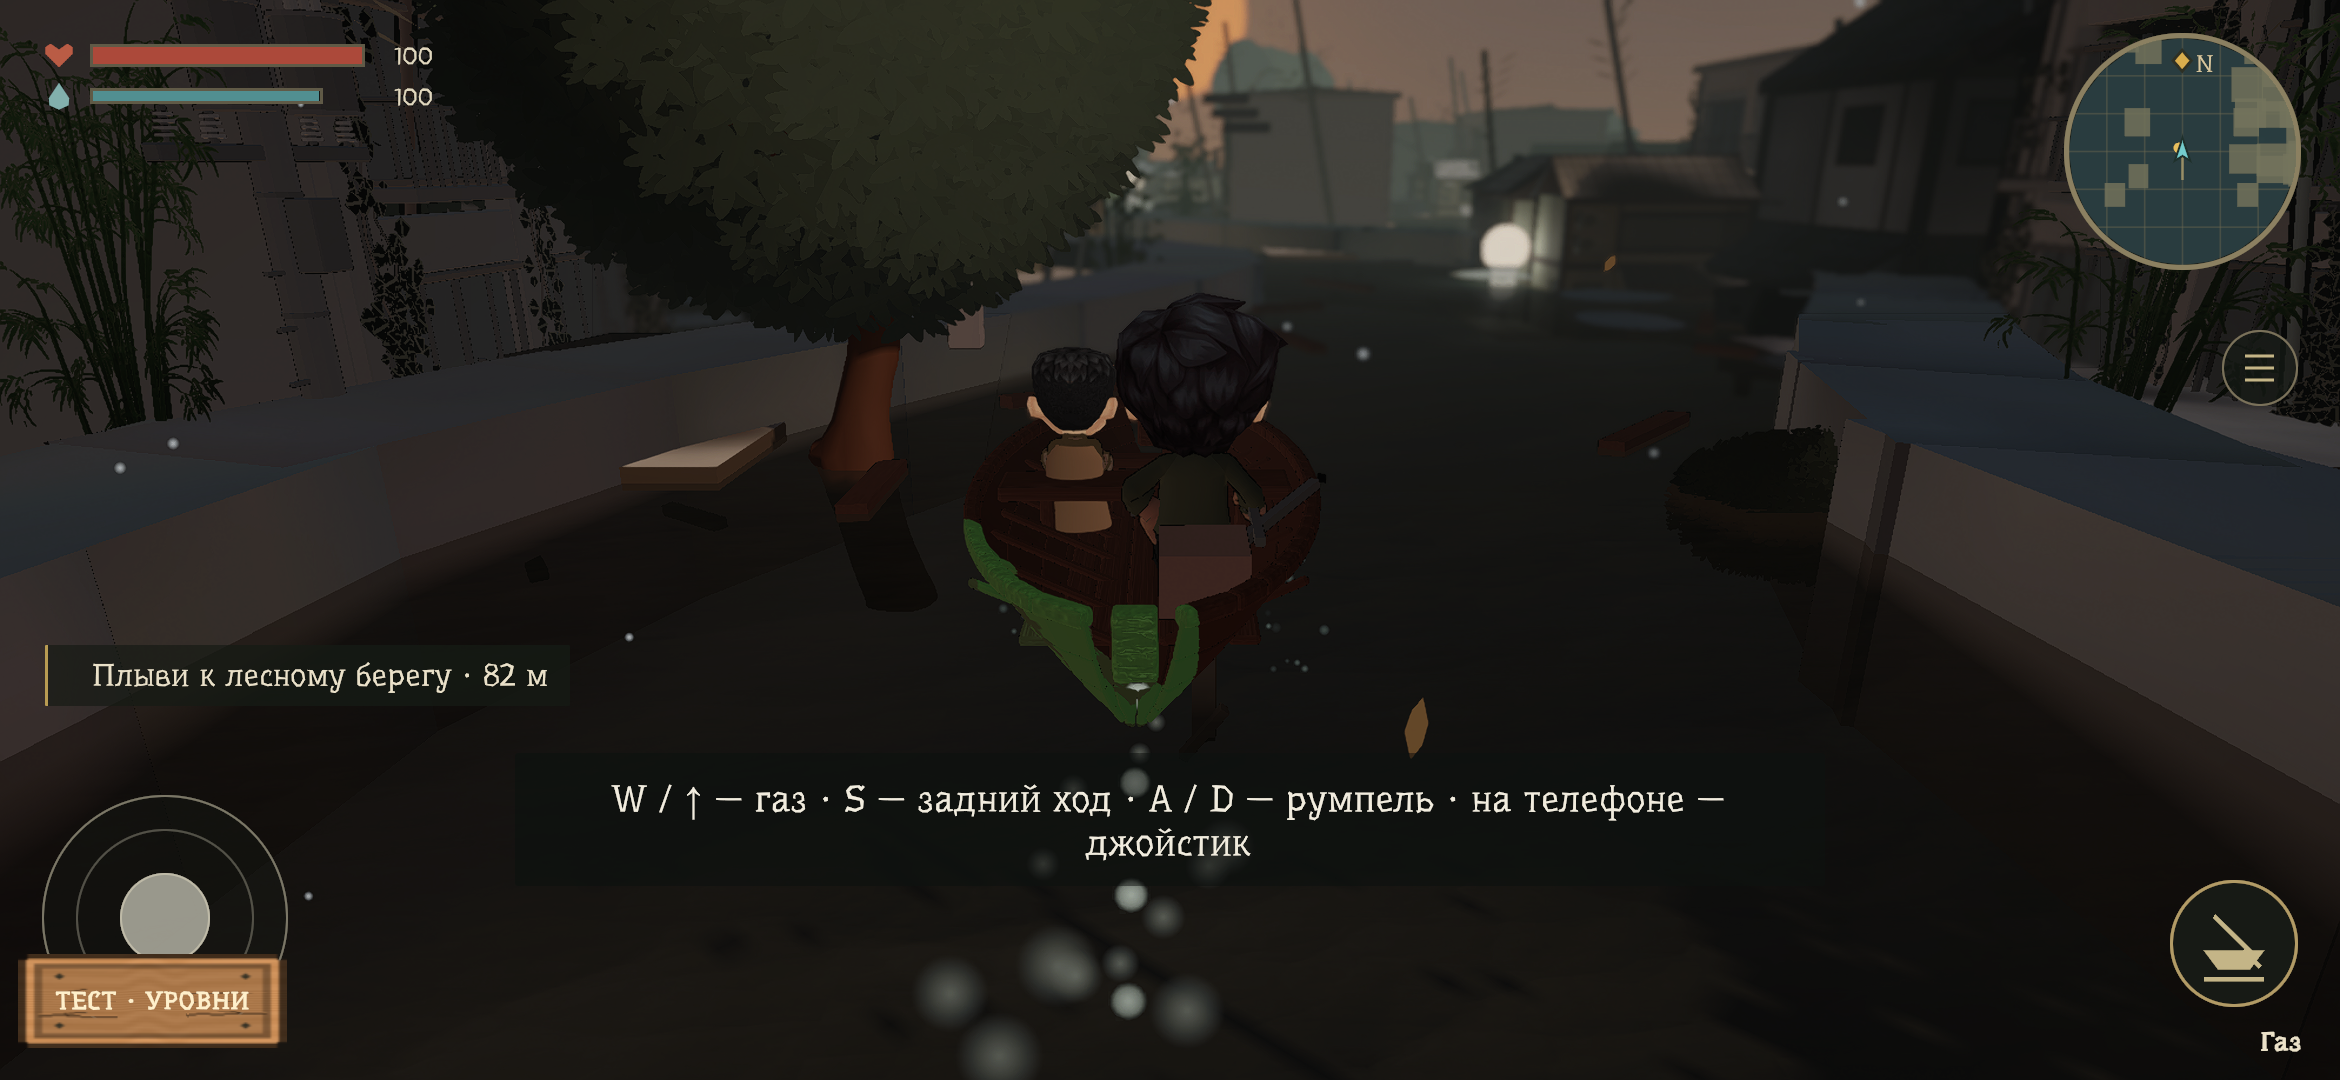 100
100
N
Плыви к лесному берегу · 82 м
W / ↑ — газ · S — задний ход · A / D — румпель · на телефоне —
джойстик
ТЕСТ · УРОВНИ
Газ